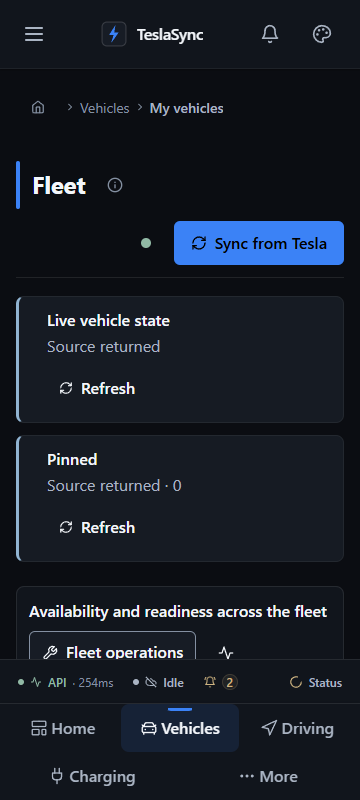 TeslaSync
Vehicles My vehicles
Fleet
Sync from Tesla
Live vehicle state
Source returned
Refresh
Pinned
Source returned · 0
Refresh
Availability and readiness across the fleet
Fleet operations
API · 254ms Idle 2 Status
Home Vehicles Driving
Charging More